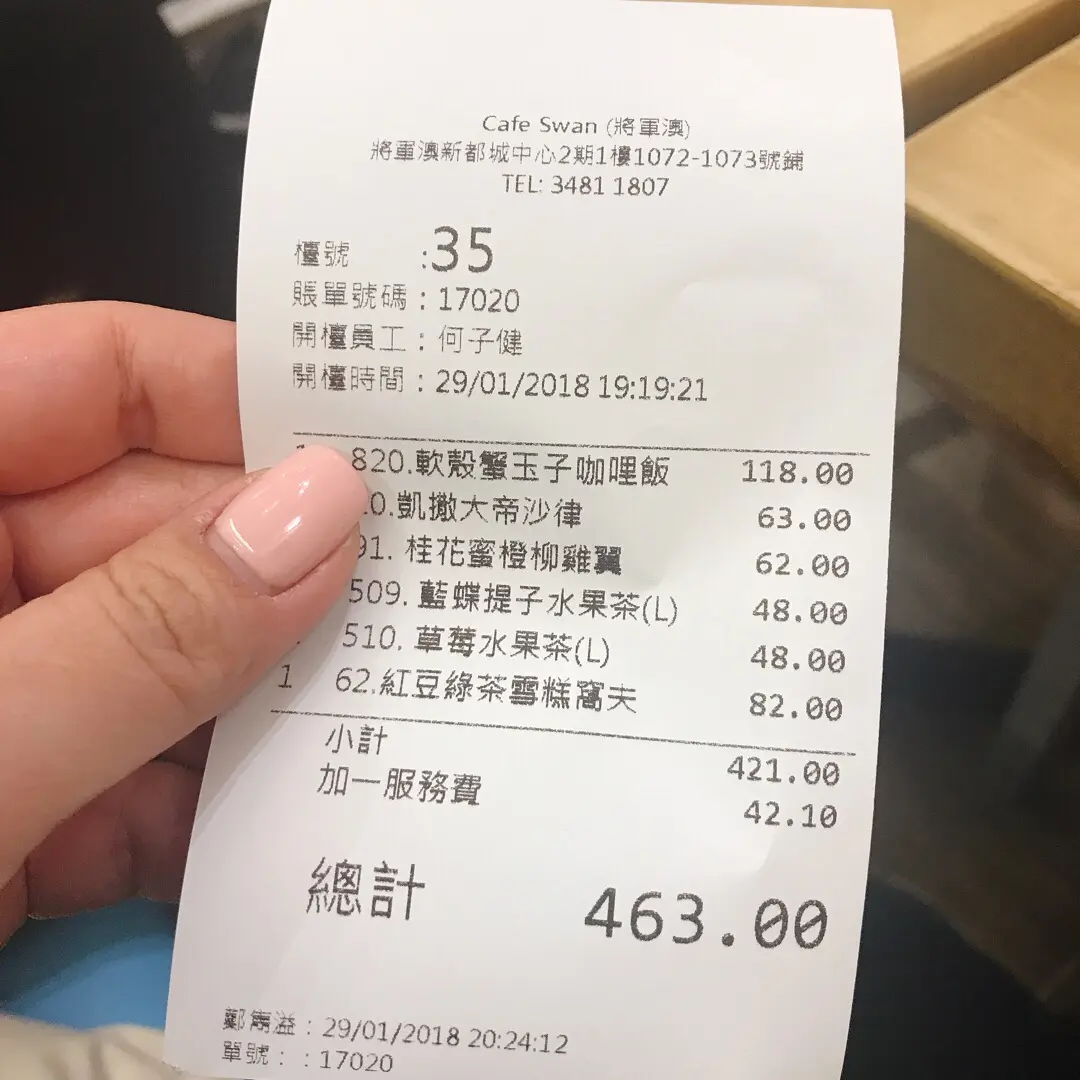 Cafe Swan (將軍澳)
將軍澳新都城中心2期1樓1072-1073號鋪
TEL: 3481 1807
檯號 :35
賬單號碼 : 17020
開檯員工 : 何子健
開檯時間 : 29/01/2018 19:19:21
820.軟殼蟹玉子咖哩飯 118.00
0.凱撒大帝沙律 63.00
91. 桂花蜜橙柳雞翼 62.00
509. 藍蝶提子水果茶(L) 48.00
510. 草莓水果茶(L) 48.00
1 62.紅豆綠茶雪糕窩夫 82.00
小計 421.00
加一服務費 42.10
總計 463.00
鄭雋溢 : 29/01/2018 20:24:12
單號 : : 17020